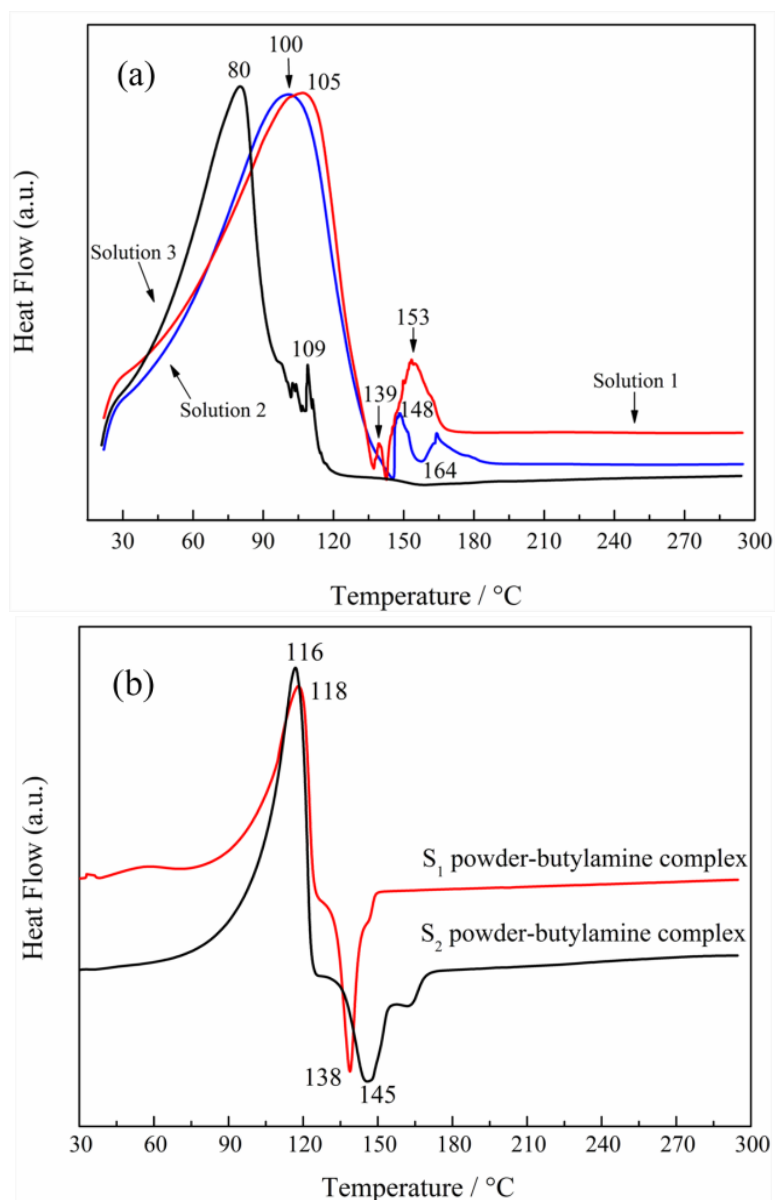 (a)
80
100
105
Solution 3
Solution 2
109
139
153
148
164
Solution 1
Heat Flow (a.u.)
30 60 90 120 150 180 210 240 270 300
Temperature / °C
(b)
116
118
S₁ powder-butylamine complex
S₂ powder-butylamine complex
138
145
Heat Flow (a.u.)
30 60 90 120 150 180 210 240 270 300
Temperature / °C